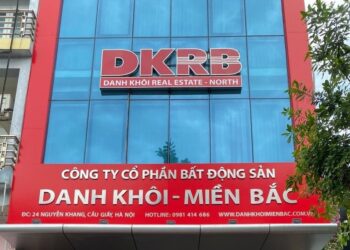 DKRB
DANH KHÔI REAL ESTATE - NORTH
CÔNG TY CỔ PHẦN BẤT ĐỘNG SẢN
DANH KHÔI - MIỀN BẮC
ĐC: 24 NGUYỄN KHANG, CẦU GIẤY, HÀ NỘI HOTLINE: 0981 414 686 WWW.DANHKHOIMIENBAC.COM.VN